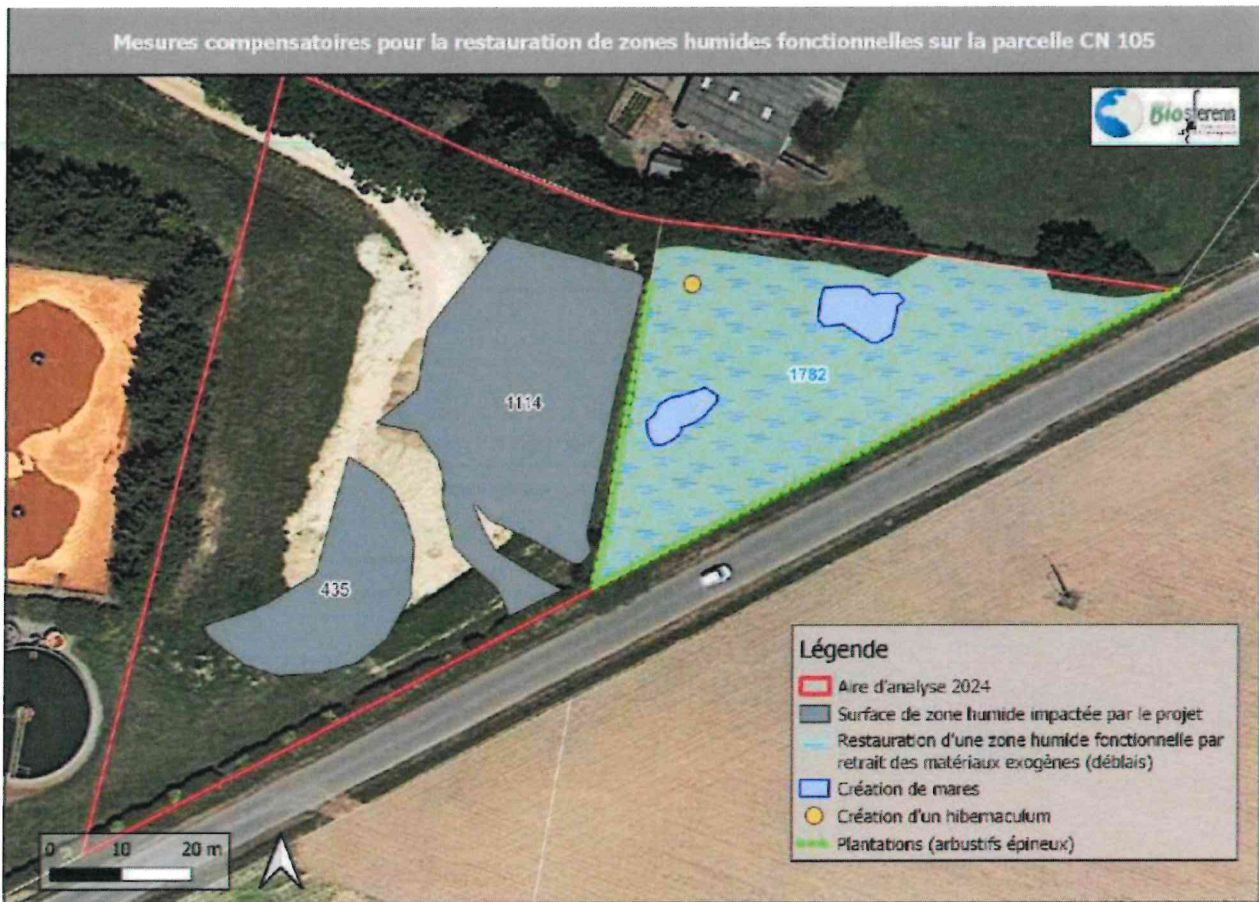 Mesures compensatoires pour la restauration de zones humides fonctionnelles sur la parcelle CN 105
Biosferenn
1782
1114
435
Légende
Aire d'analyse 2024
Surface de zone humide impactée par le projet
Restauration d'une zone humide fonctionnelle par
retrait des matériaux exogènes (déblais)
Création de mares
Création d'un hibernaculum
Plantations (arbustifs épineux)
0 10 20 m